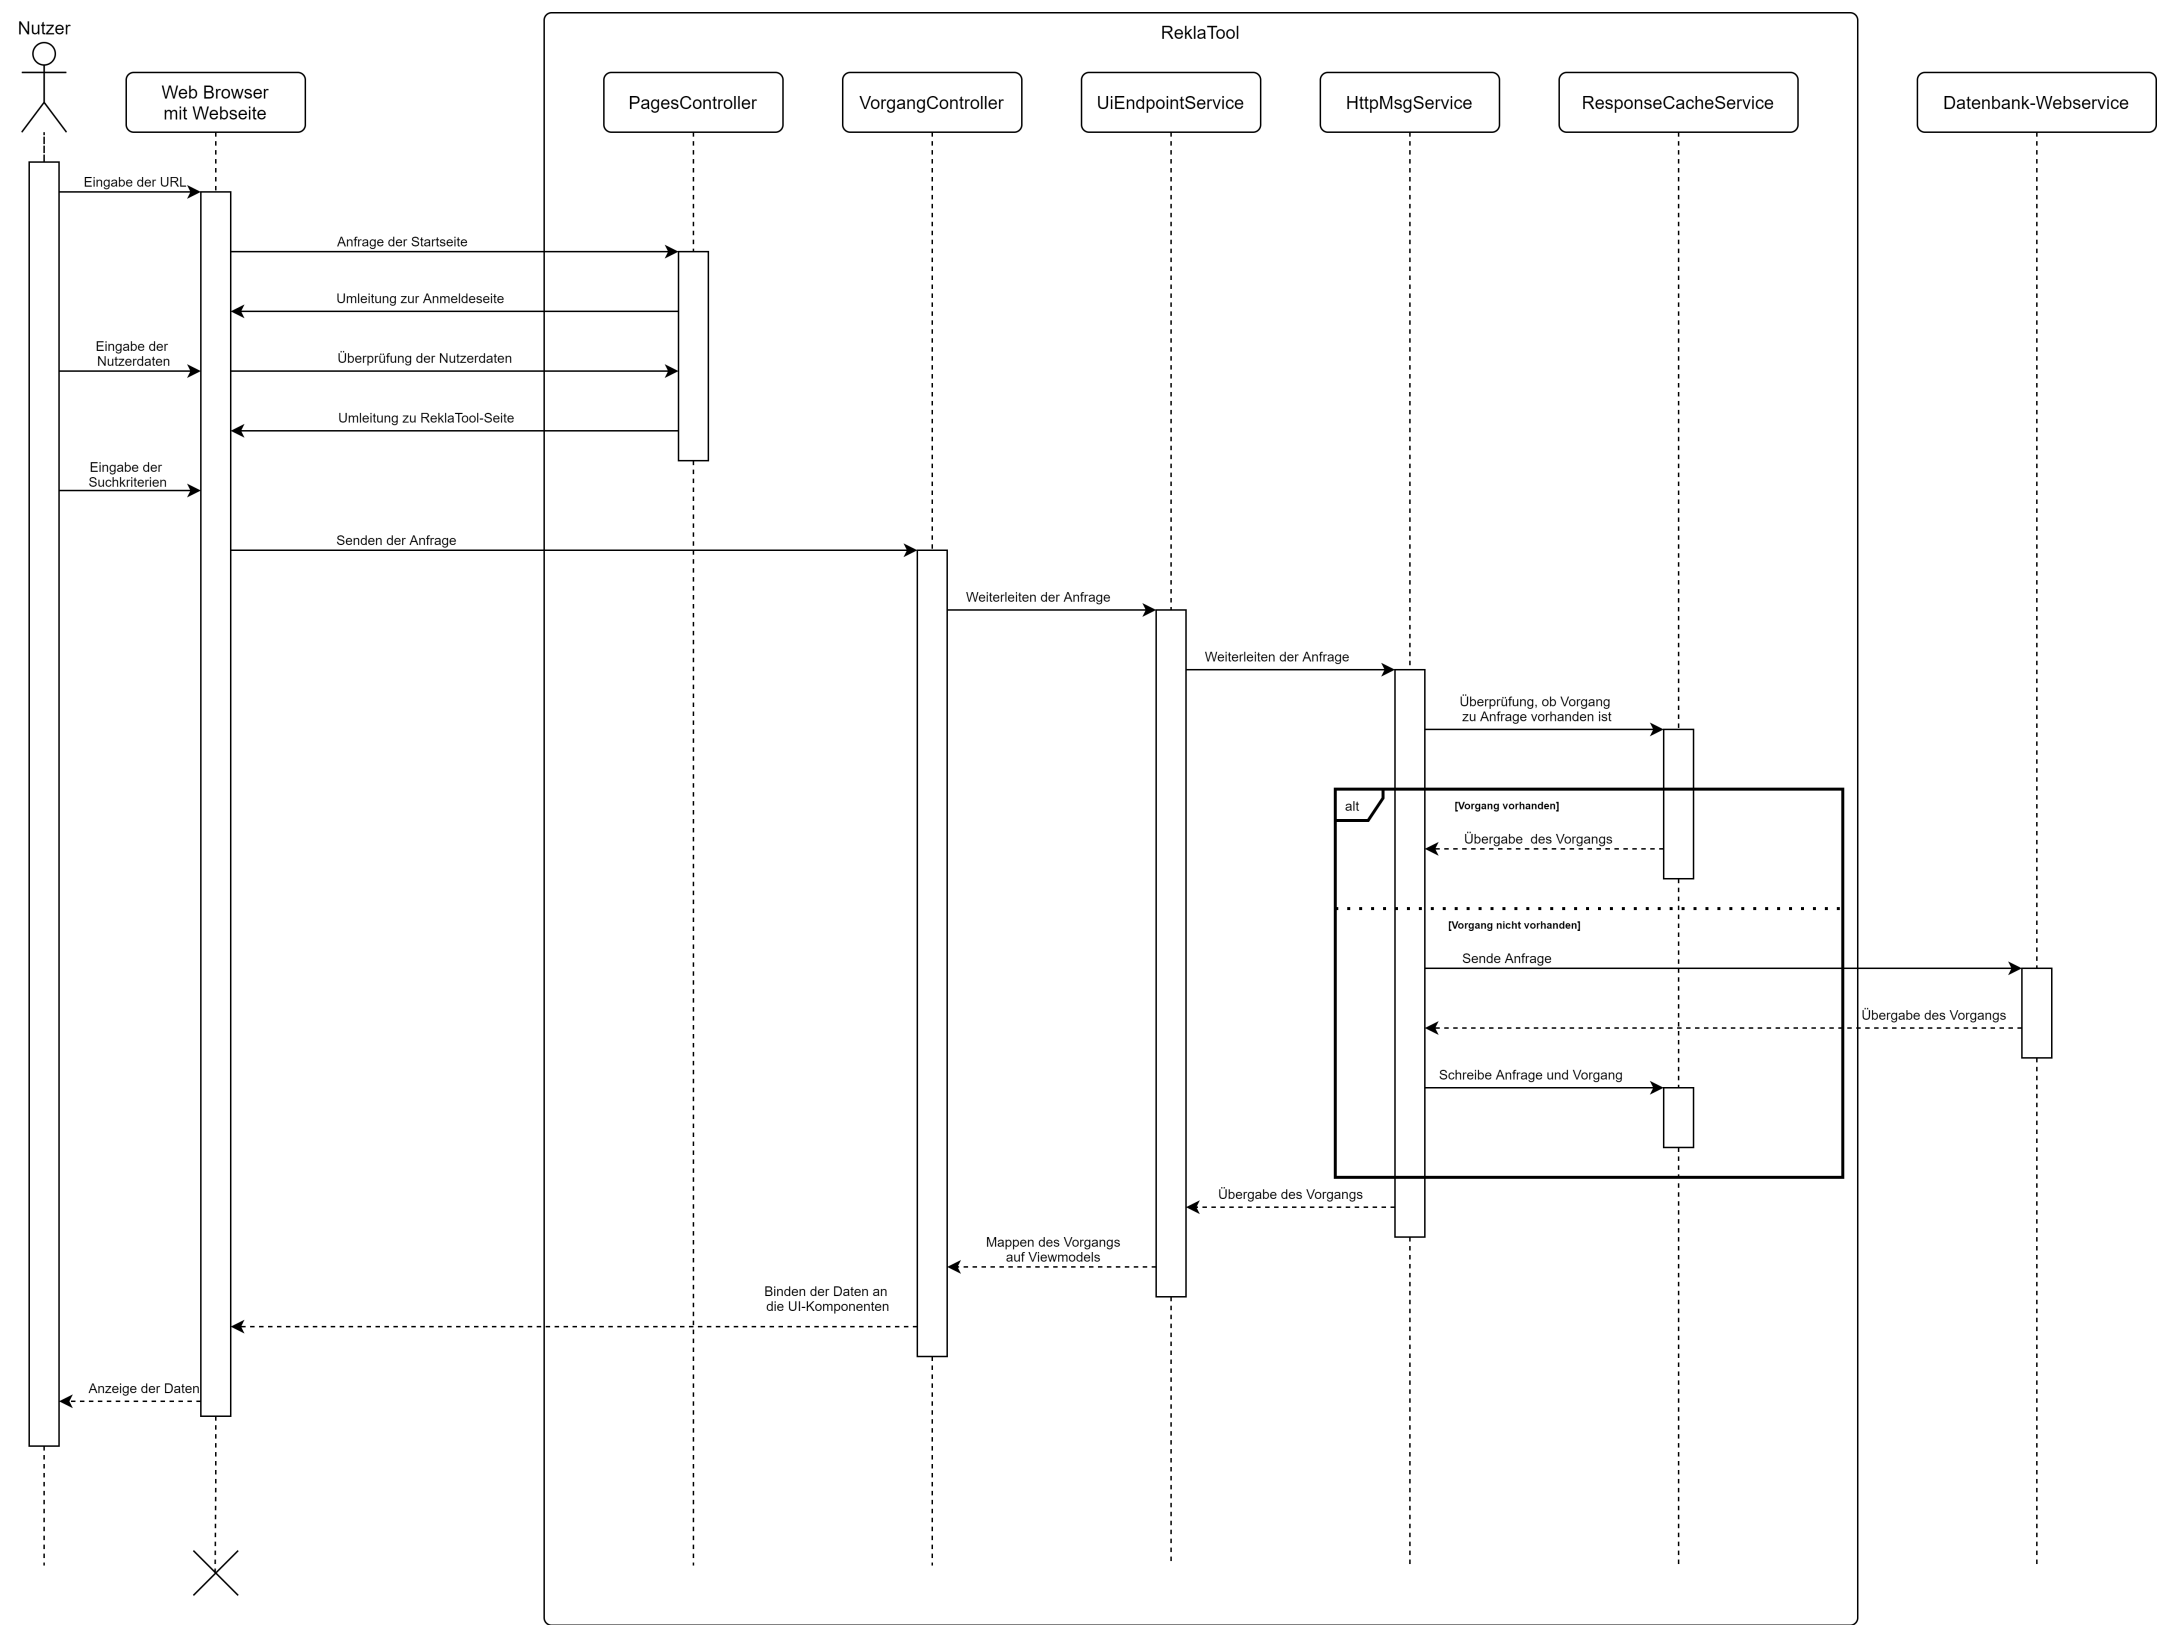 Nutzer
ReklaTool
Web Browser
mit Webseite
PagesController
VorgangController
UiEndpointService
HttpMsgService
ResponseCacheService
Datenbank-Webservice
Eingabe der URL
Anfrage der Startseite
Umleitung zur Anmeldeseite
Eingabe der
Nutzerdaten
Überprüfung der Nutzerdaten
Umleitung zu ReklaTool-Seite
Eingabe der
Suchkriterien
Senden der Anfrage
Weiterleiten der Anfrage
Weiterleiten der Anfrage
Überprüfung, ob Vorgang
zu Anfrage vorhanden ist
alt
[Vorgang vorhanden]
Übergabe des Vorgangs
[Vorgang nicht vorhanden]
Sende Anfrage
Übergabe des Vorgangs
Schreibe Anfrage und Vorgang
Übergabe des Vorgangs
Mappen des Vorgangs
auf Viewmodels
Binden der Daten an
die UI-Komponenten
Anzeige der Daten